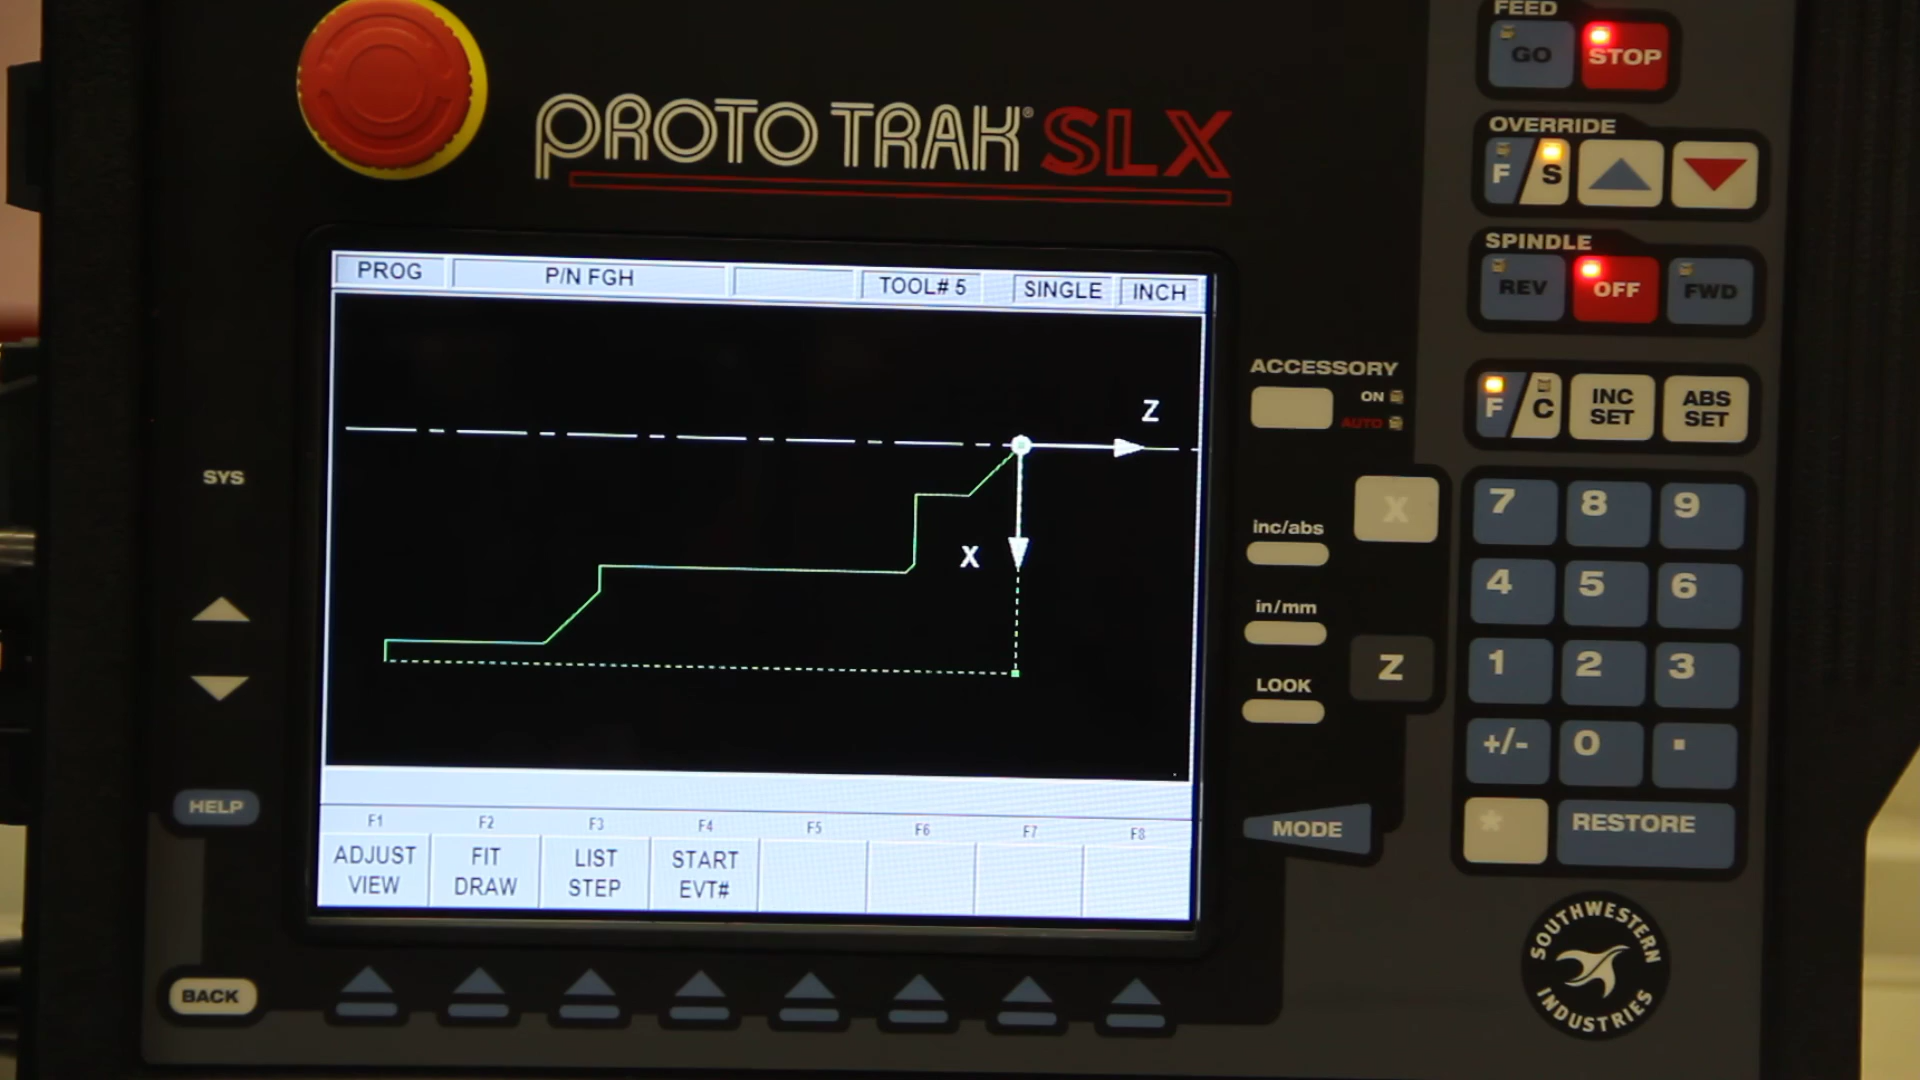 FEED
GO STOP
PROTO TRAK® SLX
OVERRIDE
F / S
SPINDLE
REV OFF FWD
PROG P/N FGH TOOL# 5 SINGLE INCH
Z
X
ACCESSORY
ON
AUTO
F / C INC SET ABS SET
SYS
inc/abs
in/mm
LOOK
X
Z
7 8 9
4 5 6
1 2 3
+/- 0 .
* RESTORE
MODE
HELP
F1 F2 F3 F4 F5 F6 F7 F8
ADJUST VIEW
FIT DRAW
LIST STEP
START EVT#
BACK
SOUTHWESTERN
INDUSTRIES